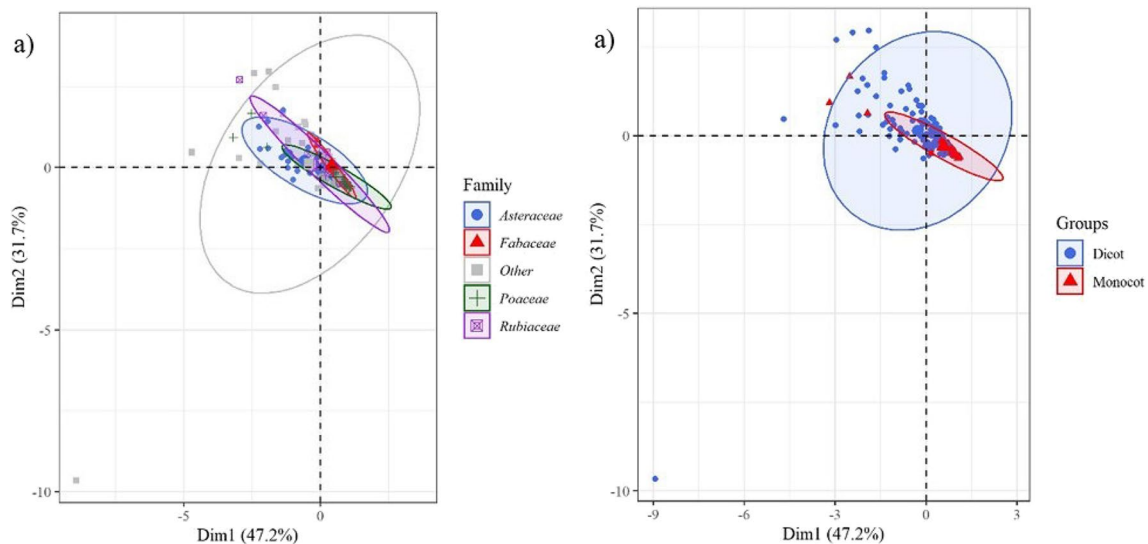 a)
0
-5
-10
-5
0
Dim2 (31.7%)
Dim1 (47.2%)
Family
Asteraceae
Fabaceae
Other
Poaceae
Rubiaceae
a)
0
-5
-10
-9
-6
-3
0
3
Dim2 (31.7%)
Dim1 (47.2%)
Groups
Dicot
Monocot